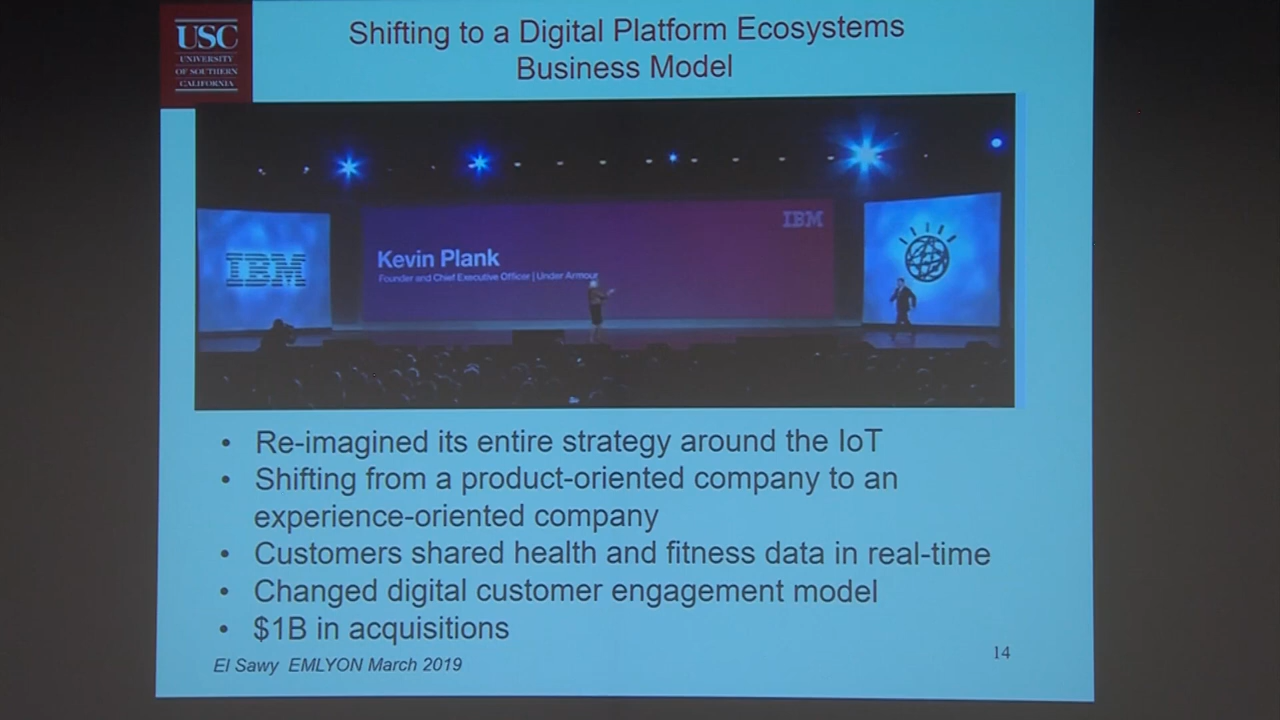 USC
UNIVERSITY
OF SOUTHERN
CALIFORNIA
Shifting to a Digital Platform Ecosystems
Business Model
IBM
Kevin Plank
Founder and Chief Executive Officer | Under Armour
IBM
• Re-imagined its entire strategy around the IoT
• Shifting from a product-oriented company to an
experience-oriented company
• Customers shared health and fitness data in real-time
• Changed digital customer engagement model
• $1B in acquisitions
El Sawy EMLYON March 2019
14